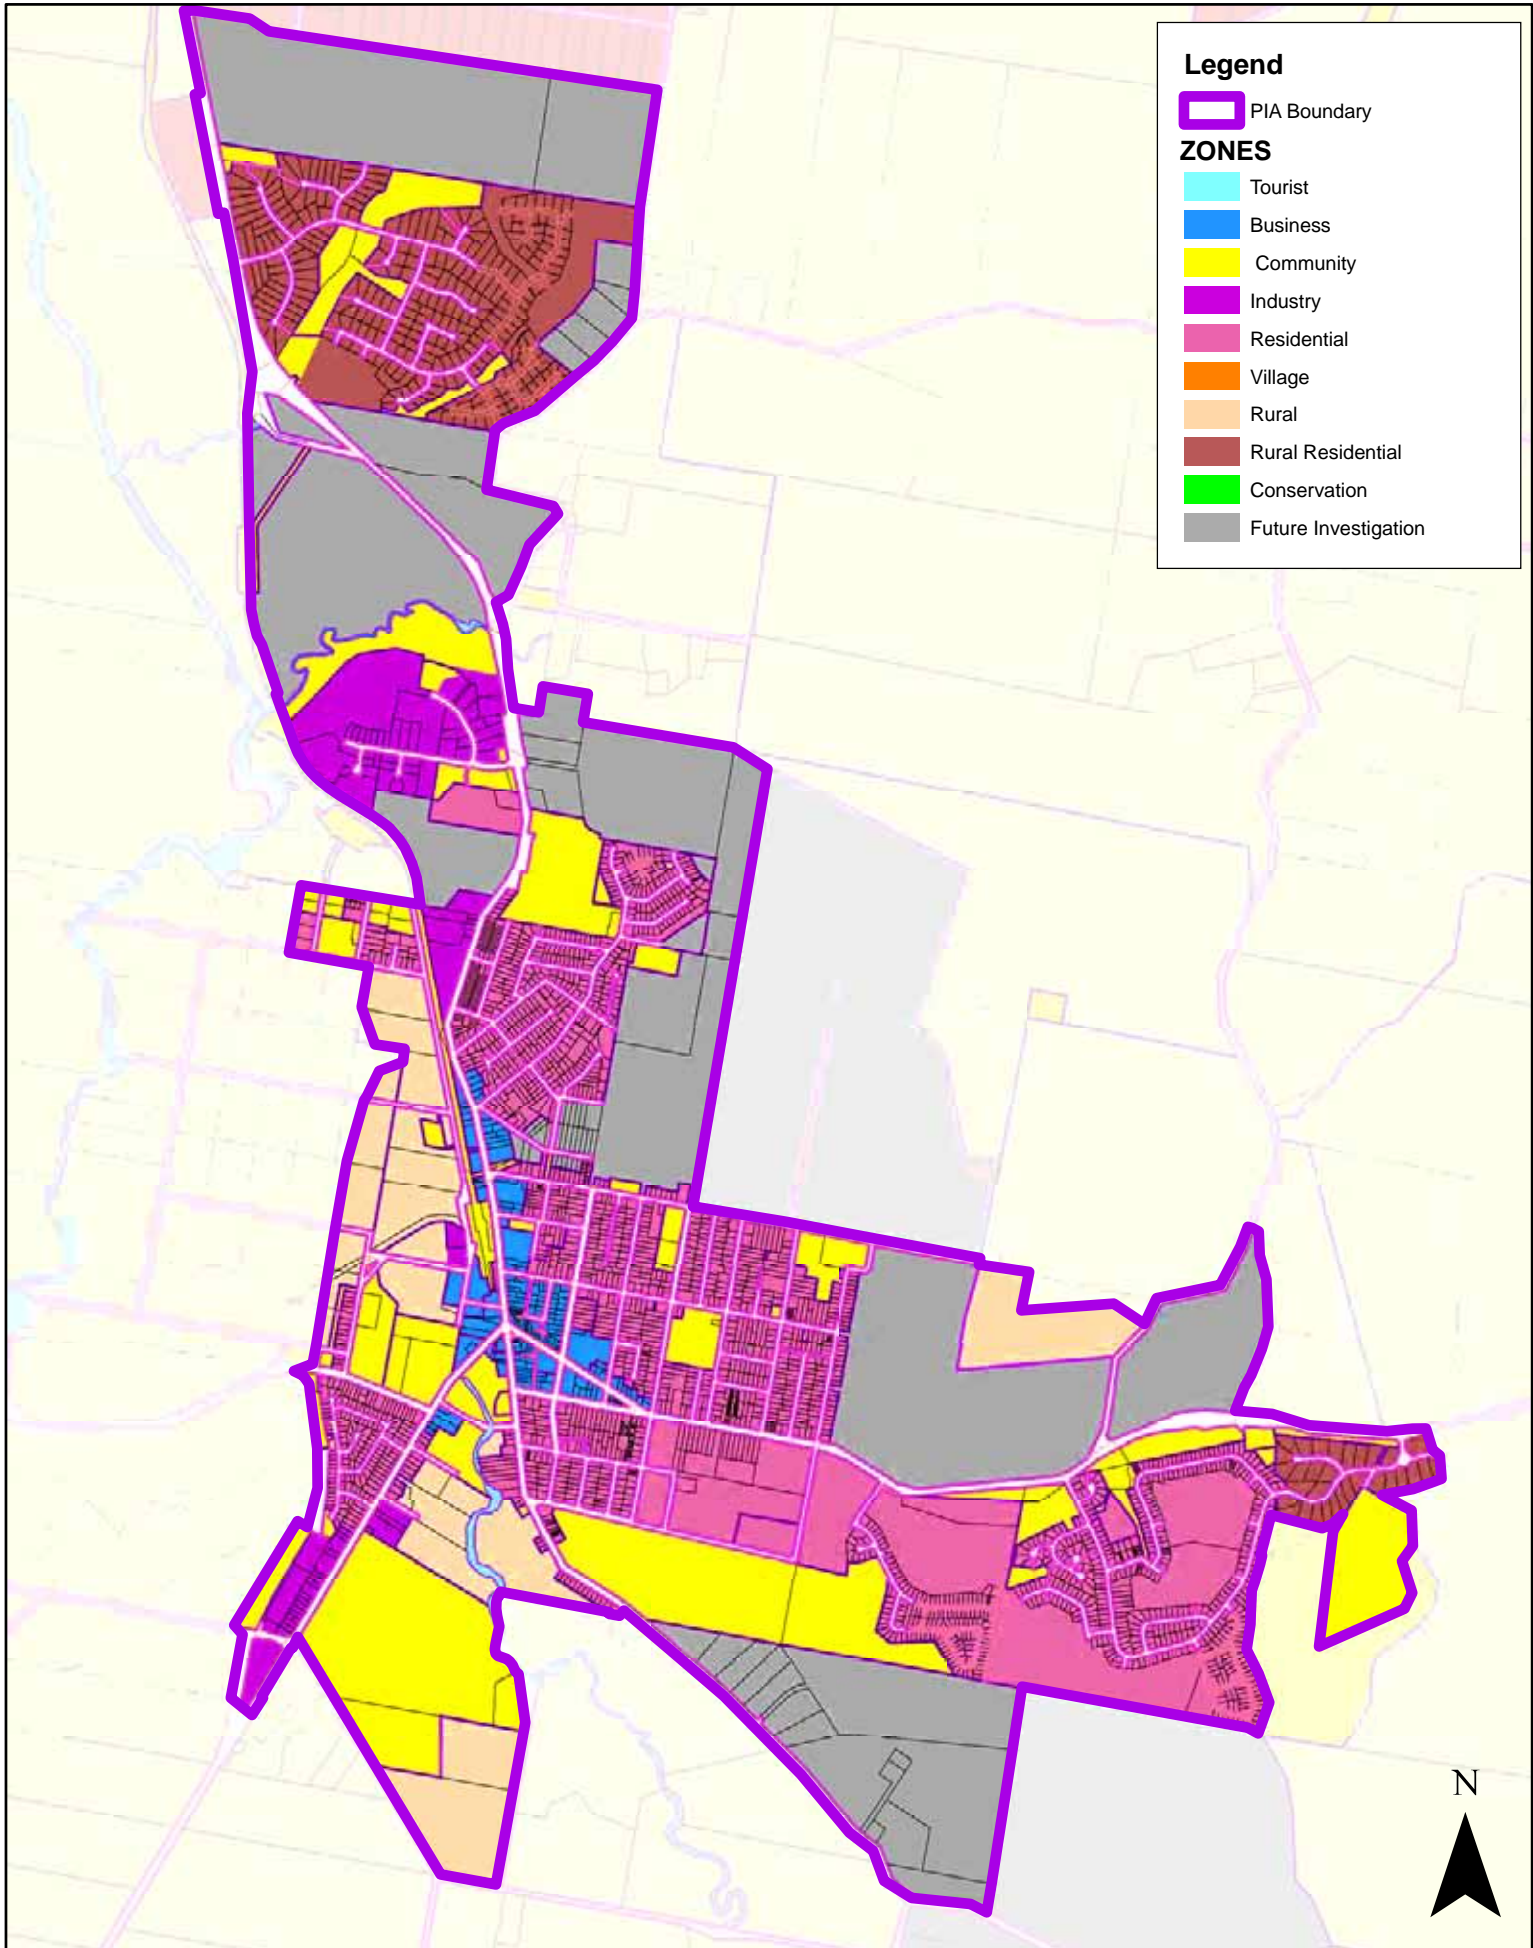 Legend
PIA Boundary
ZONES
Tourist
Business
Community
Industry
Residential
Village
Rural
Rural Residential
Conservation
Future Investigation
N